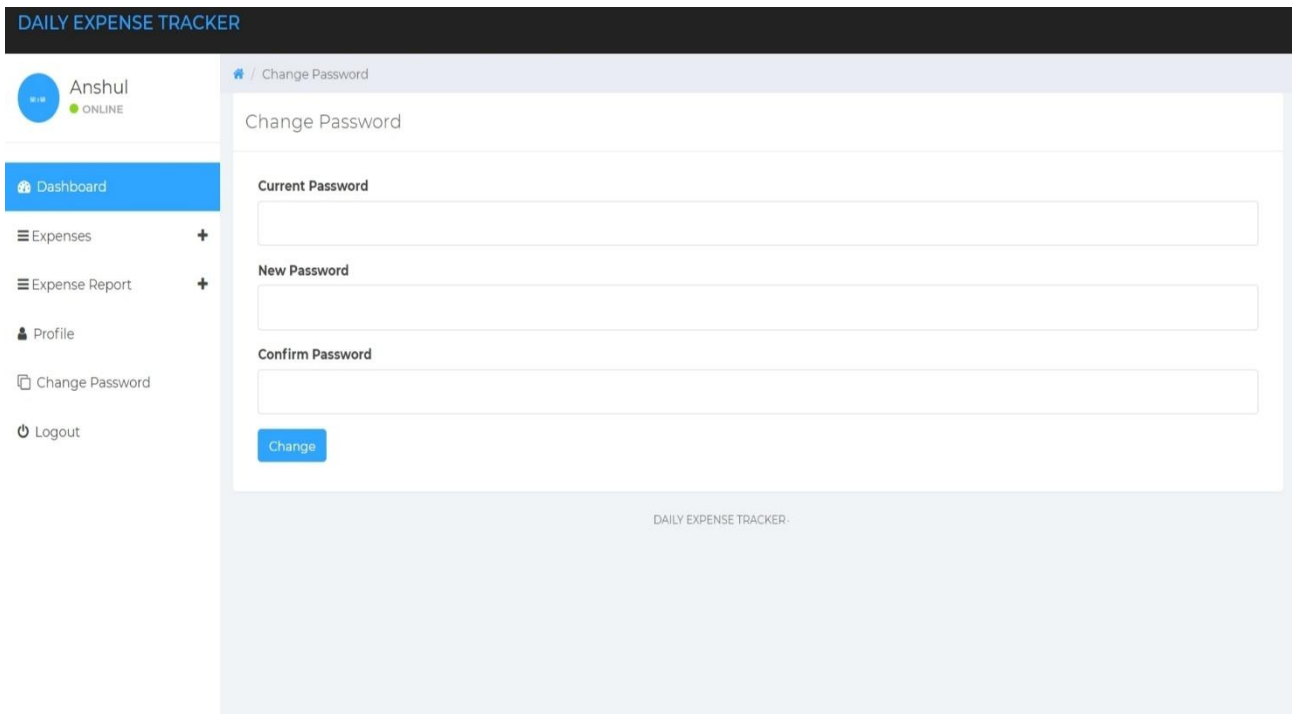 DAILY EXPENSE TRACKER
Anshul
ONLINE
Dashboard
Expenses
Expense Report
Profile
Change Password
Logout
/ Change Password
Change Password
Current Password
New Password
Confirm Password
Change
DAILY EXPENSE TRACKER-